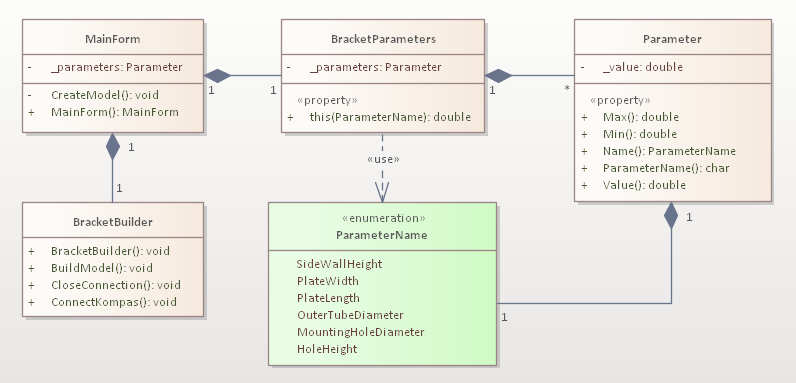 MainForm
- _parameters: Parameter
- CreateModel(): void
+ MainForm(): MainForm
1
1
BracketParameters
- _parameters: Parameter
«property»
+ this(ParameterName): double
1
*
Parameter
- _value: double
«property»
+ Max(): double
+ Min(): double
+ Name(): ParameterName
+ ParameterName(): char
+ Value(): double
1
1
«use»
1
BracketBuilder
+ BracketBuilder(): void
+ BuildModel(): void
+ CloseConnection(): void
+ ConnectKompas(): void
«enumeration»
ParameterName
SideWallHeight
PlateWidth
PlateLength
OuterTubeDiameter
MountingHoleDiameter
HoleHeight
1